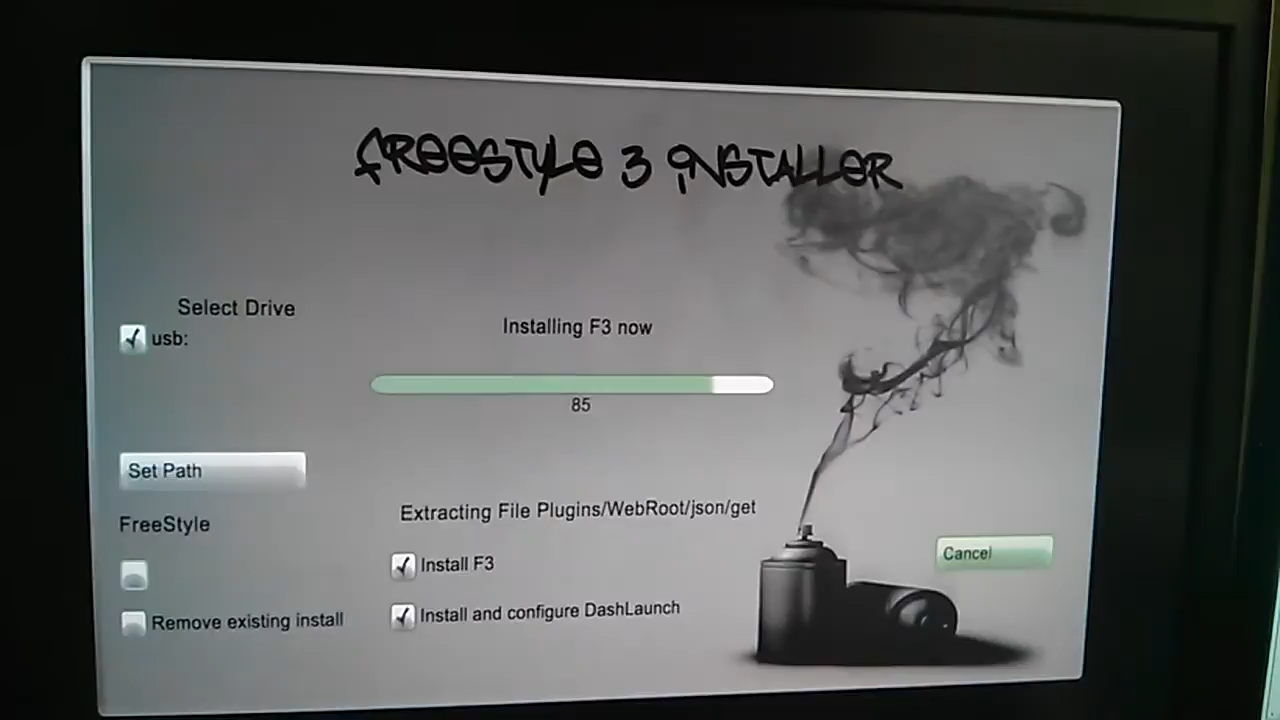 FREESTYLE 3 INSTALLER
Select Drive
usb:
Installing F3 now
85
Set Path
FreeStyle
Extracting File Plugins/WebRoot/json/get
Install F3
Cancel
Remove existing install
Install and configure DashLaunch